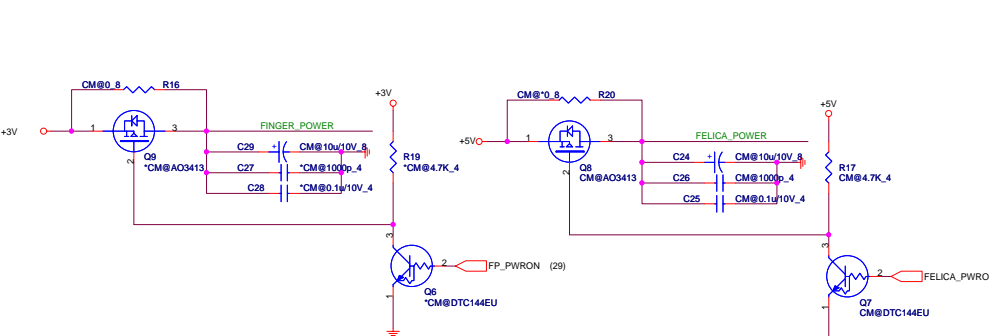 CM@0_8 R16
+3V
+3V
1 3
2
FINGER_POWER
Q9
*CM@AO3413
C29 + CM@10u/10V_8
C27 *CM@1000p_4
C28 *CM@0.1u/10V_4
R19
*CM@4.7K_4
3
2
1
FP_PWRON (29)
Q6
*CM@DTC144EU
CM@*0_8 R20
+5V
+5V
1 3
2
FELICA_POWER
Q8
CM@AO3413
C24 + CM@10u/10V_8
C26 CM@1000p_4
C25 CM@0.1u/10V_4
R17
CM@4.7K_4
3
2
1
FELICA_PWRO
Q7
CM@DTC144EU